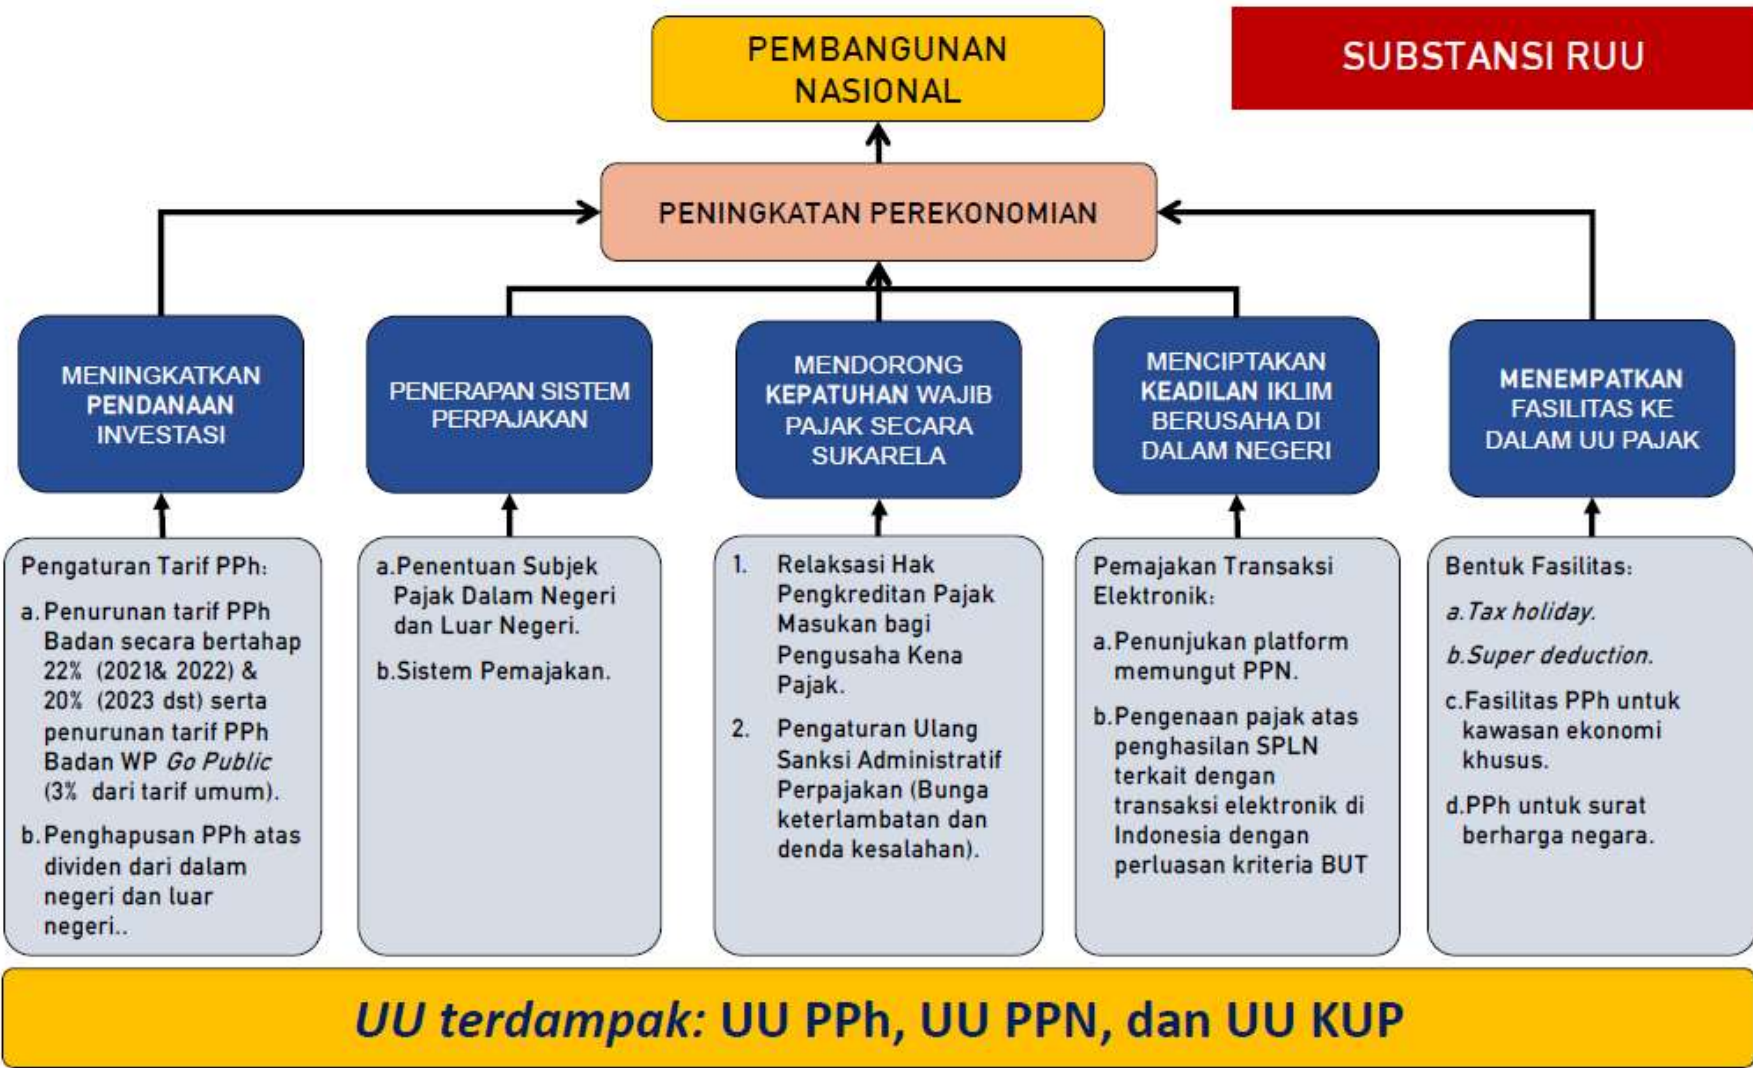 PEMBANGUNAN
NASIONAL
SUBSTANSI RUU
PENINGKATAN PEREKONOMIAN
MENINGKATKAN
PENDANAAN
INVESTASI
PENERAPAN SISTEM
PERPAJAKAN
MENDORONG
KEPATUHAN WAJIB
PAJAK SECARA
SUKARELA
MENCIPTAKAN
KEADILAN IKLIM
BERUSAHA DI
DALAM NEGERI
MENEMPATKAN
FASILITAS KE
DALAM UU PAJAK
Pengaturan Tarif PPh:
a. Penurunan tarif PPh
Badan secara bertahap
22% (2021& 2022) &
20% (2023 dst) serta
penurunan tarif PPh
Badan WP Go Public
(3% dari tarif umum).
b. Penghapusan PPh atas
dividen dari dalam
negeri dan luar
negeri..
a. Penentuan Subjek
Pajak Dalam Negeri
dan Luar Negeri.
b. Sistem Pemajakan.
1. Relaksasi Hak
Pengkreditan Pajak
Masukan bagi
Pengusaha Kena
Pajak.
2. Pengaturan Ulang
Sanksi Administratif
Perpajakan (Bunga
keterlambatan dan
denda kesalahan).
Pemajakan Transaksi
Elektronik:
a. Penunjukan platform
memungut PPN.
b. Pengenaan pajak atas
penghasilan SPLN
terkait dengan
transaksi elektronik di
Indonesia dengan
perluasan kriteria BUT
Bentuk Fasilitas:
a. Tax holiday.
b. Super deduction.
c. Fasilitas PPh untuk
kawasan ekonomi
khusus.
d. PPh untuk surat
berharga negara.
UU terdampak: UU PPh, UU PPN, dan UU KUP